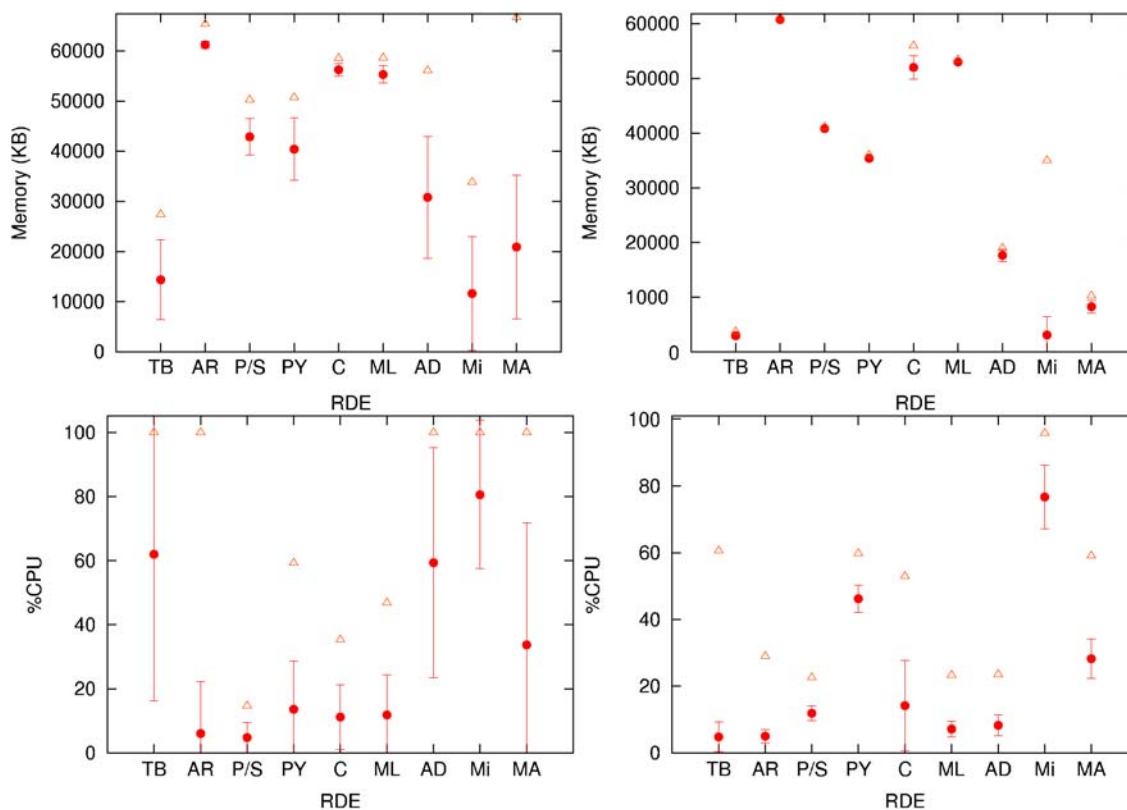 Memory (KB)
60000
50000
40000
30000
20000
10000
0
TB AR P/S PY C ML AD Mi MA
RDE
Memory (KB)
60000
50000
40000
30000
20000
1000
0
TB AR P/S PY C ML AD Mi MA
RDE
%CPU
100
80
60
40
20
0
TB AR P/S PY C ML AD Mi MA
RDE
%CPU
100
80
60
40
20
0
TB AR P/S PY C ML AD Mi MA
RDE